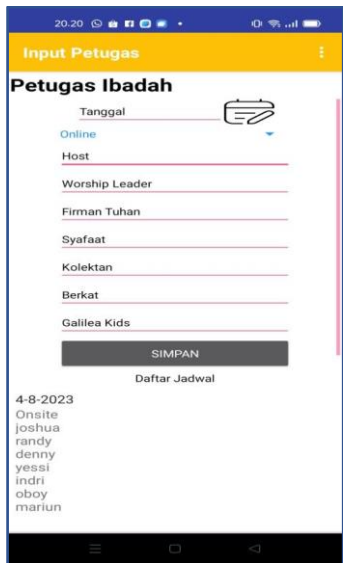 20.20
Input Petugas
Petugas Ibadah
Tanggal
Online
Host
Worship Leader
Firman Tuhan
Syafaat
Kolektan
Berkat
Galilea Kids
SIMPAN
Daftar Jadwal
4-8-2023
Onsite
joshua
randy
denny
yessi
indri
oboy
mariun